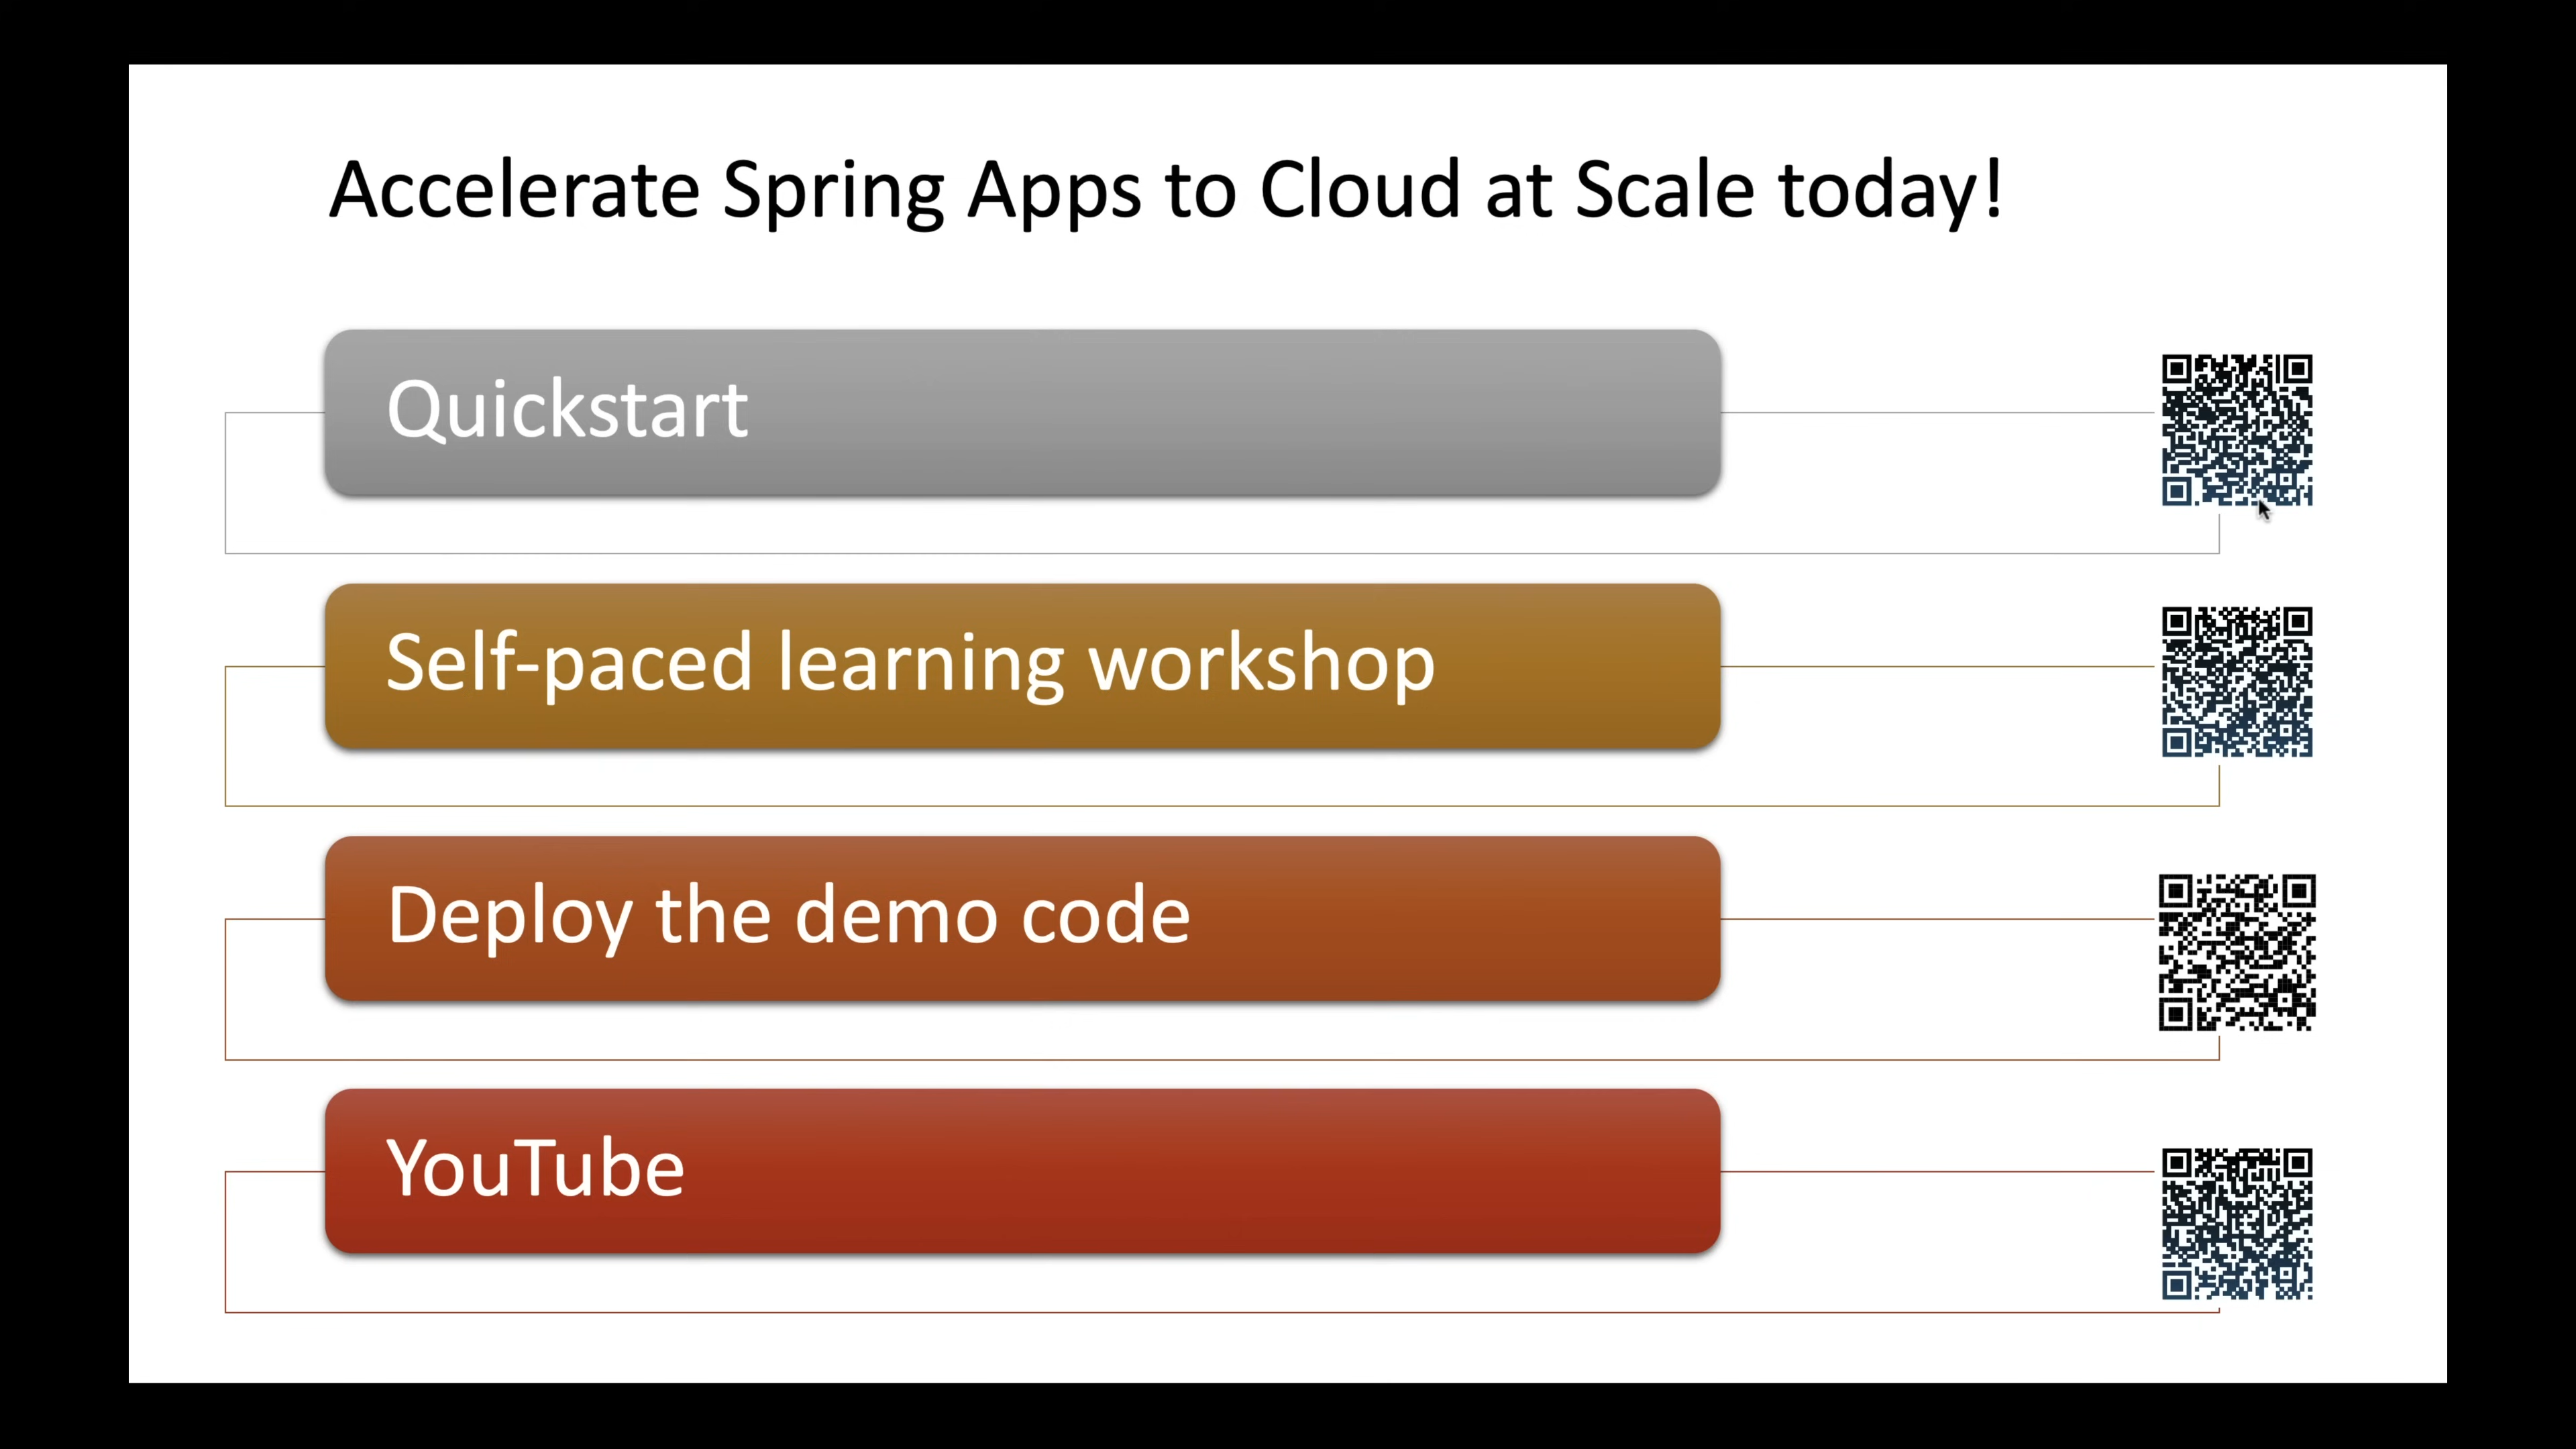 Accelerate Spring Apps to Cloud at Scale today!
Quickstart
Self-paced learning workshop
Deploy the demo code
YouTube